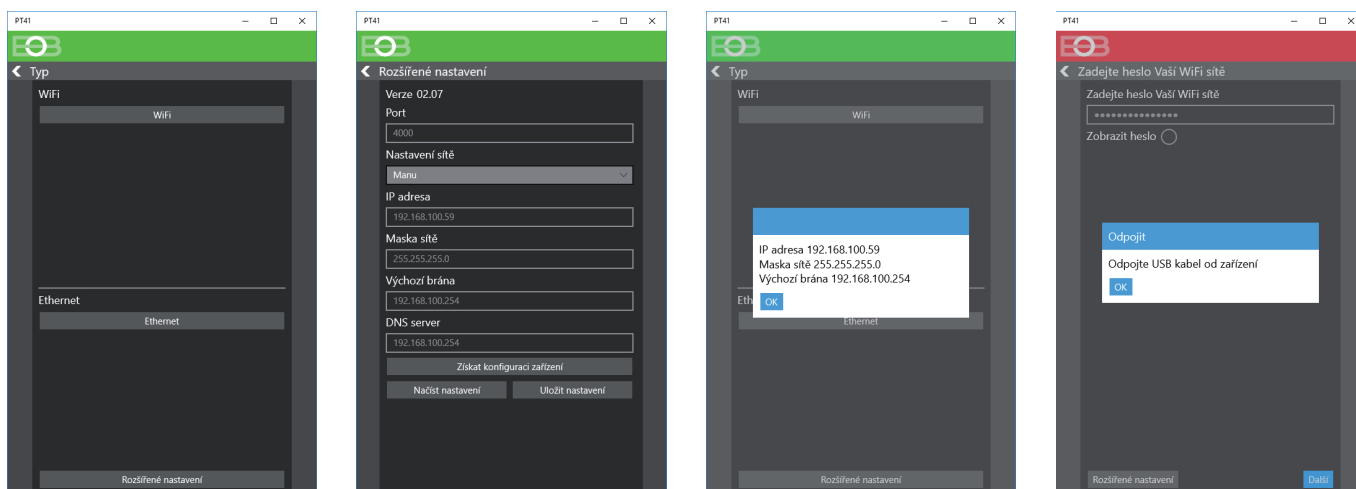 PT41
EOB
Typ
WiFi
WiFi
Ethernet
Ethernet
Rozšířené nastavení
PT41
EOB
Rozšířené nastavení
Verze 02.07
Port
4000
Nastavení sítě
Manu
IP adresa
192.168.100.59
Maska sítě
255.255.255.0
Výchozí brána
192.168.100.254
DNS server
192.168.100.254
Získat konfiguraci zařízení
Načíst nastavení Uložit nastavení
PT41
EOB
Typ
WiFi
WiFi
IP adresa 192.168.100.59
Maska sítě 255.255.255.0
Výchozí brána 192.168.100.254
OK
Eth
Ethernet
Rozšířené nastavení
PT41
EOB
Zadejte heslo Vaší WiFi sítě
Zadejte heslo Vaší WiFi sítě
Zobrazit heslo
Odpojit
Odpojte USB kabel od zařízení
OK
Rozšířené nastavení Další